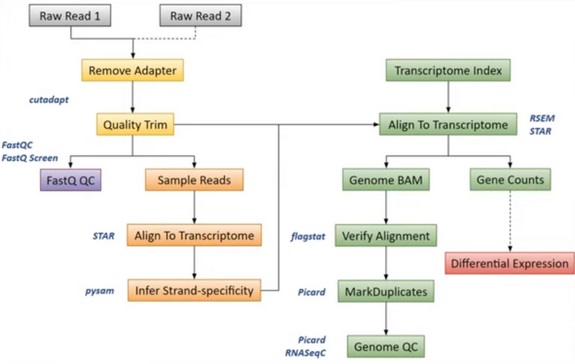 Raw Read 1
Raw Read 2
Remove Adapter
Transcriptome Index
cutadapt
Quality Trim
Align To Transcriptome
RSEM
STAR
FastQC
FastQ Screen
FastQ QC
Sample Reads
Genome BAM
Gene Counts
STAR
Align To Transcriptome
flagstat
Verify Alignment
Differential Expression
pysam
Infer Strand-specificity
Picard
MarkDuplicates
Picard
RNASeqC
Genome QC